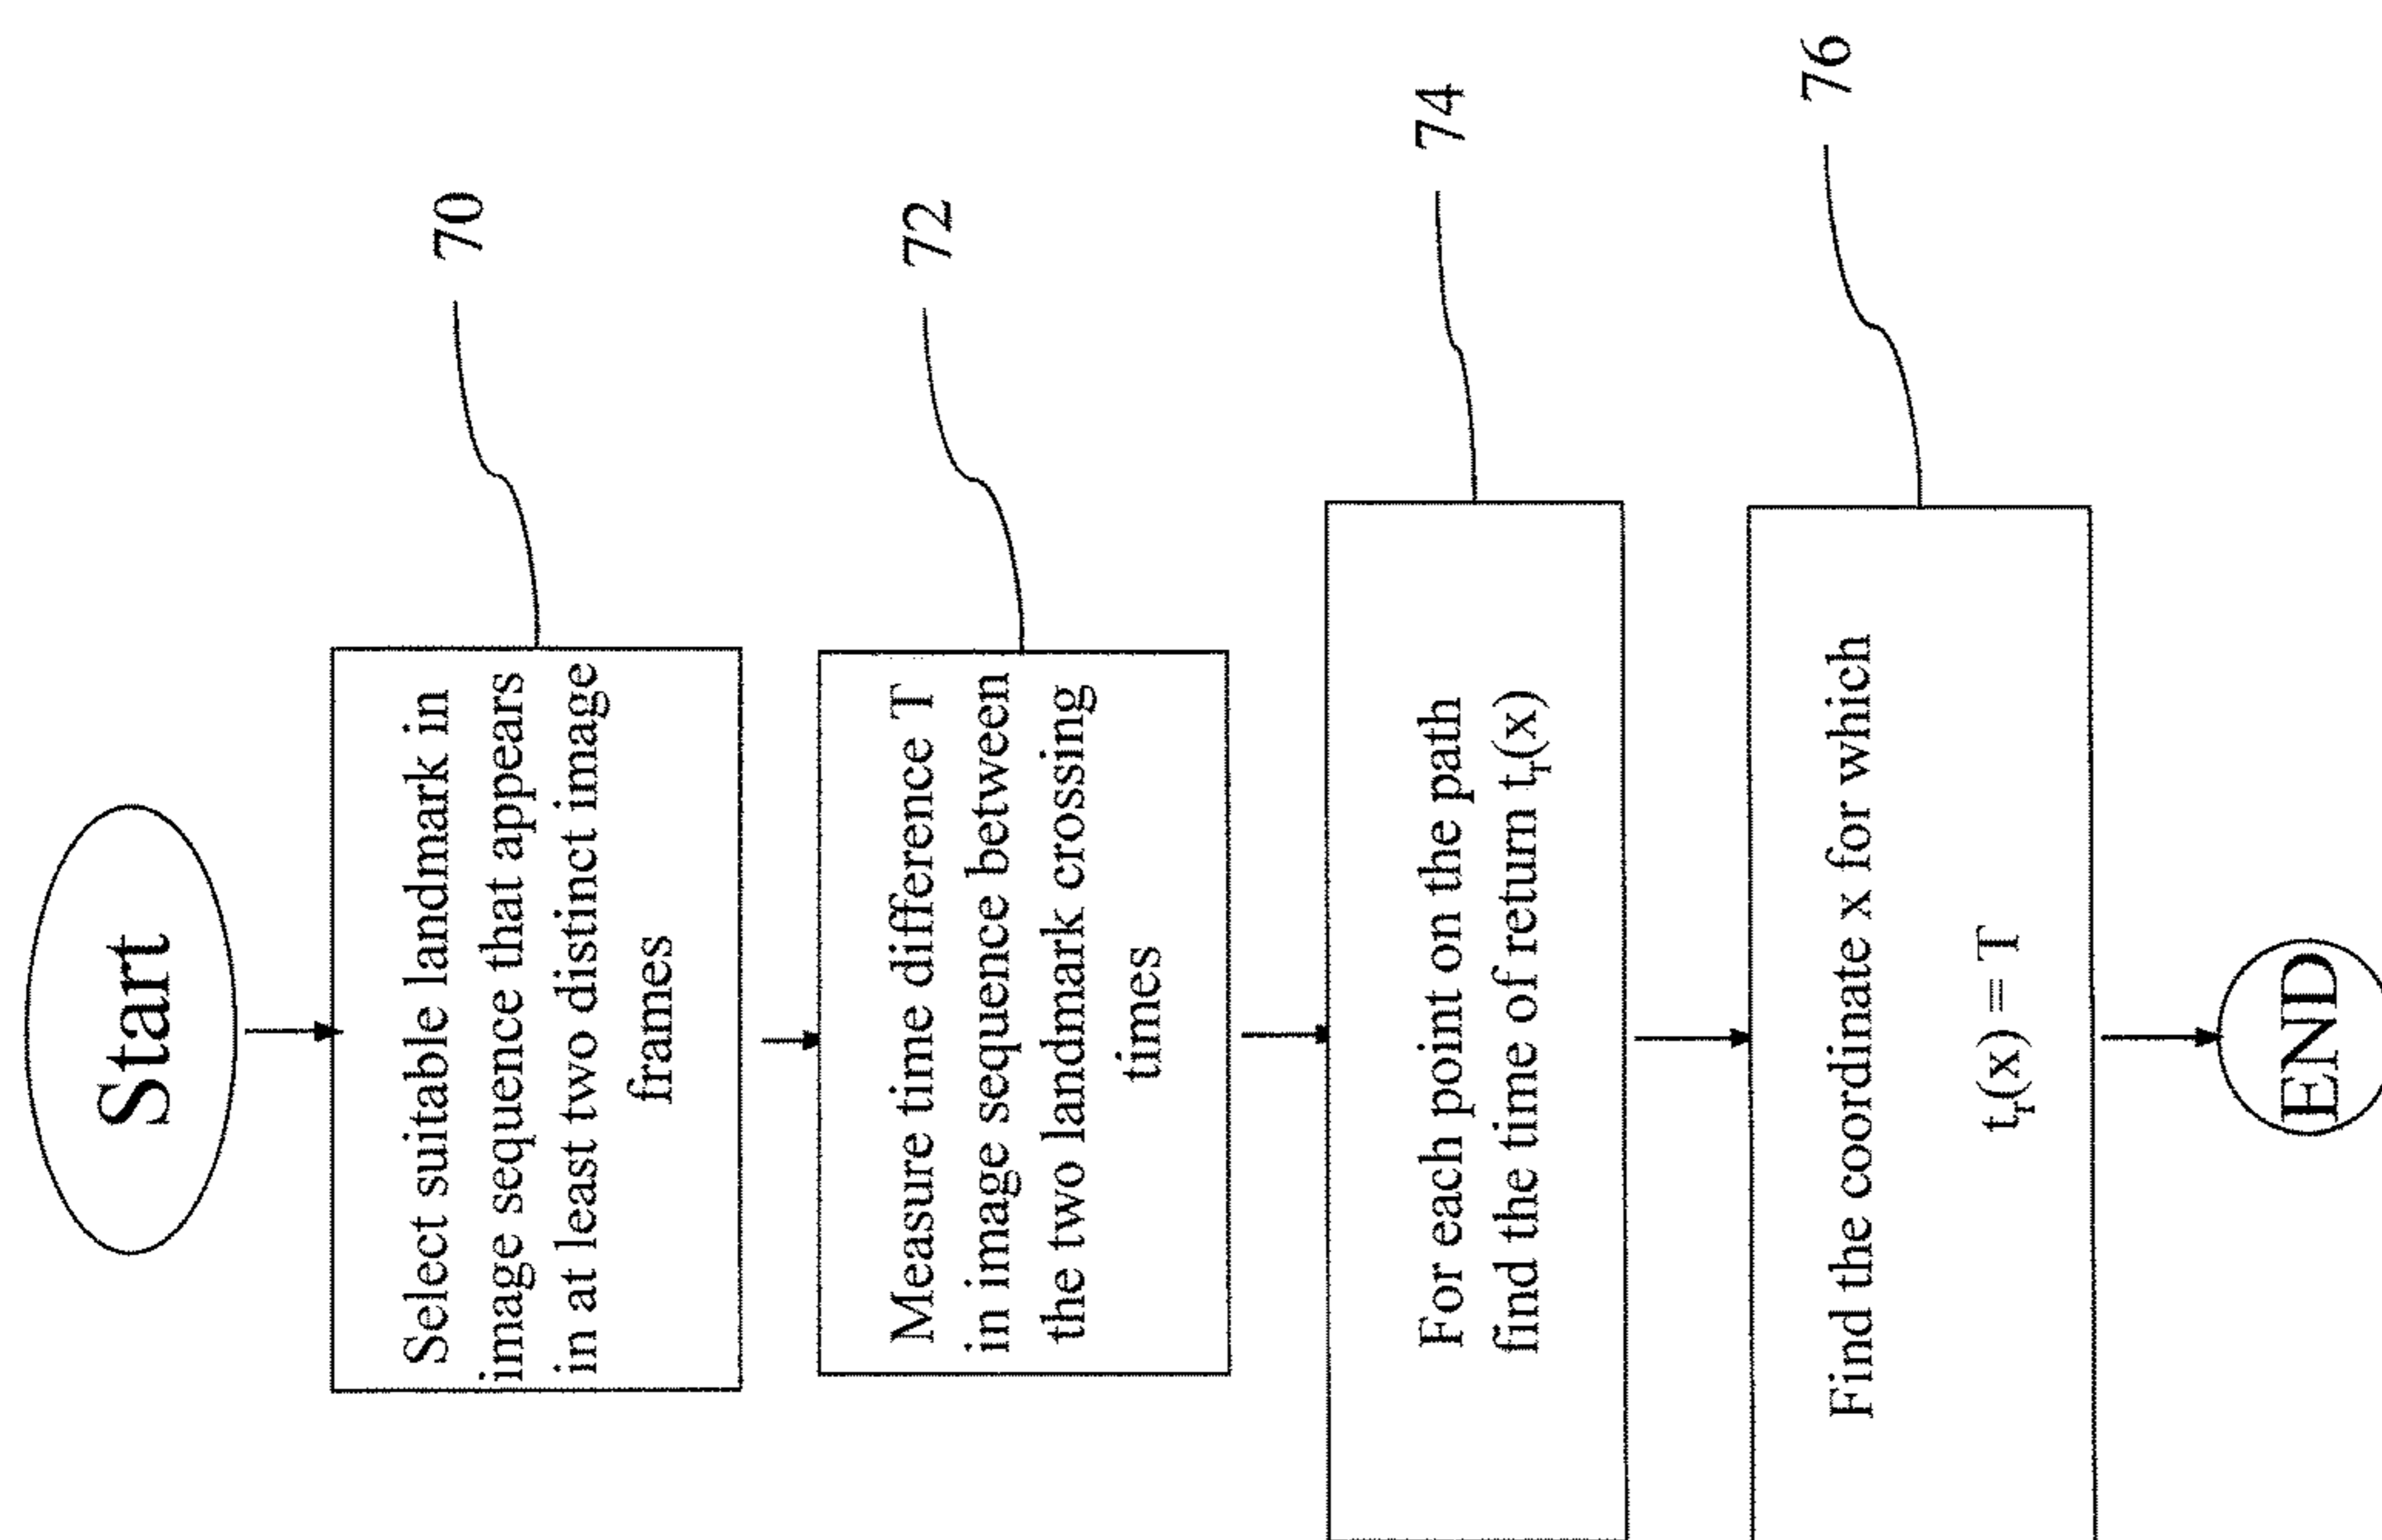 Start
Select suitable landmark in
image sequence that appears
in at least two distinct image
frames
70
Measure time difference T
in image sequence between
the two landmark crossing
times
72
For each point on the path
find the time of return tᵣ(x)
74
Find the coordinate x for which
tᵣ(x) = T
76
END